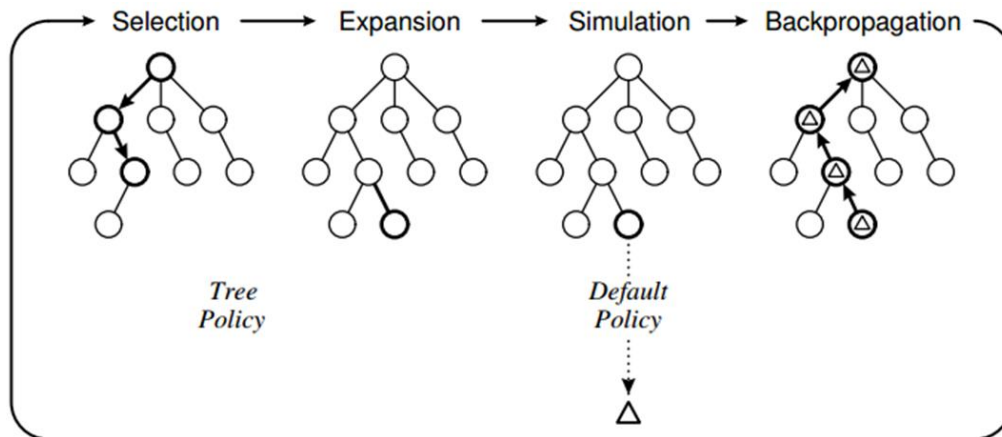 Selection Expansion Simulation Backpropagation
Tree
Policy
Default
Policy